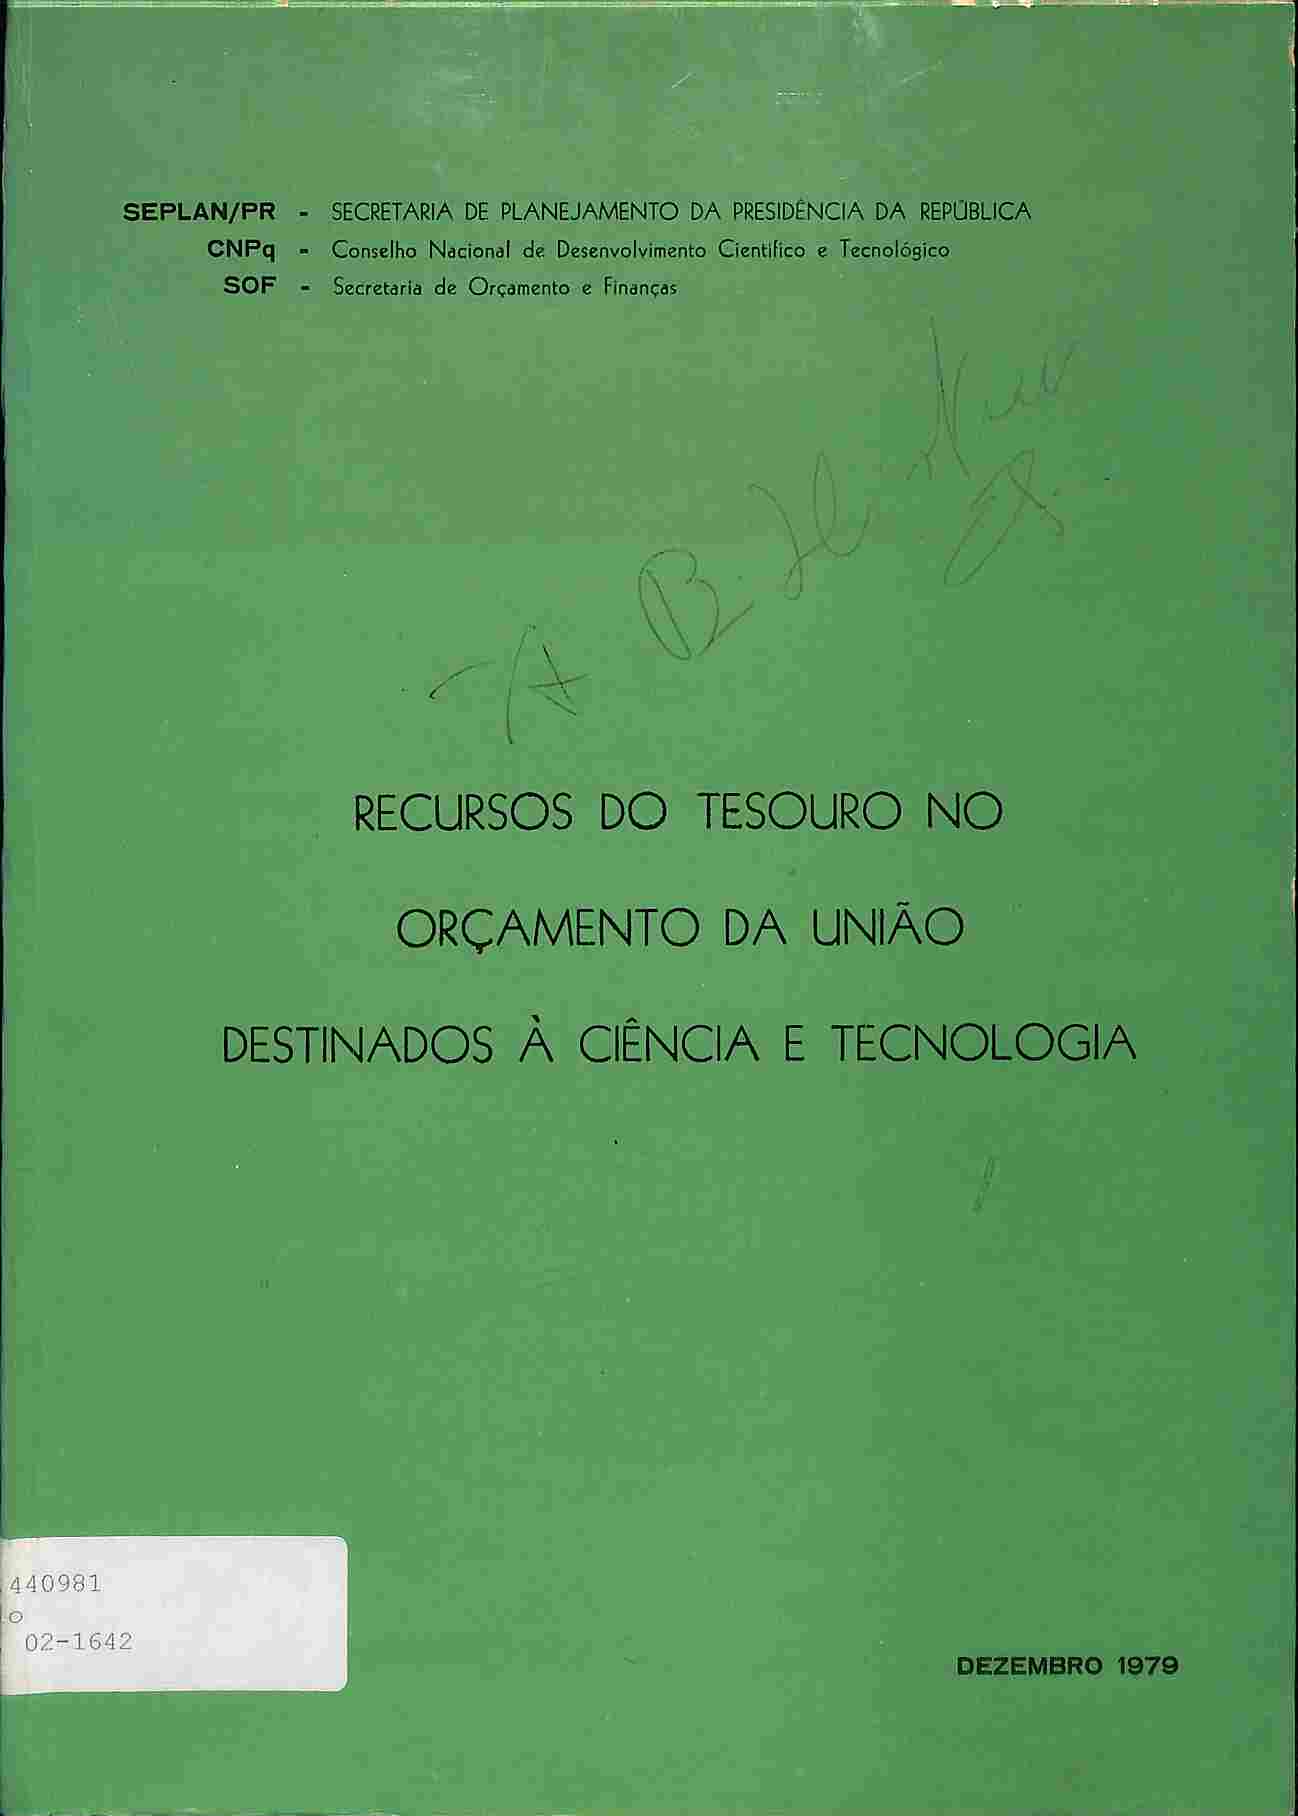 SEPLAN/PR - SECRETARIA DE PLANEJAMENTO DA PRESIDÊNCIA DA REPÚBLICA
CNPq - Conselho Nacional de Desenvolvimento Científico e Tecnológico
SOF - Secretaria de Orçamento e Finanças
RECURSOS DO TESOURO NO
ORÇAMENTO DA UNIÃO
DESTINADOS À CIÊNCIA E TECNOLOGIA
440981
o
02-1642
DEZEMBRO 1979